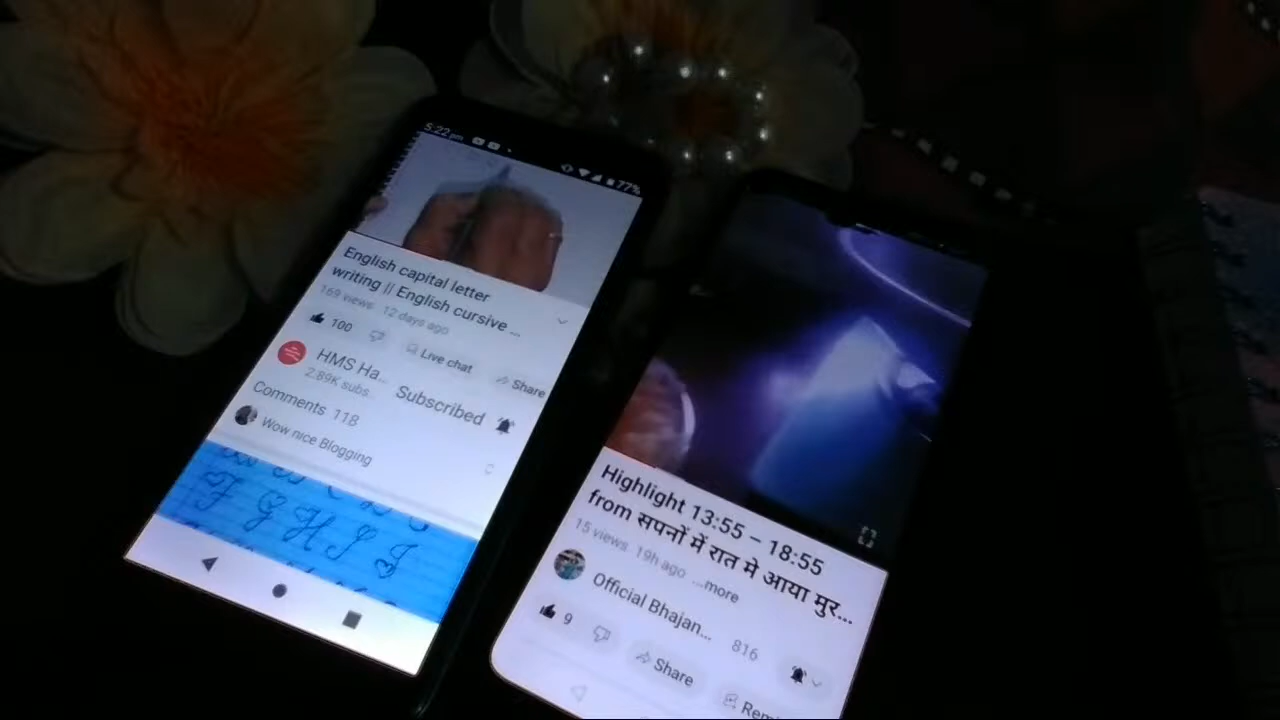 5:22 pm
77%
English capital letter
writing || English cursive ...
169 views 12 days ago
100
Live chat
Share
HMS Ha...
2.89K subs
Subscribed
Comments 118
Wow nice Blogging
F G H I J
Highlight 13:55 – 18:55
from सपनों में रात मे आया मुर...
15 views 19h ago ...more
Official Bhajan... 816
9
Share
Remi